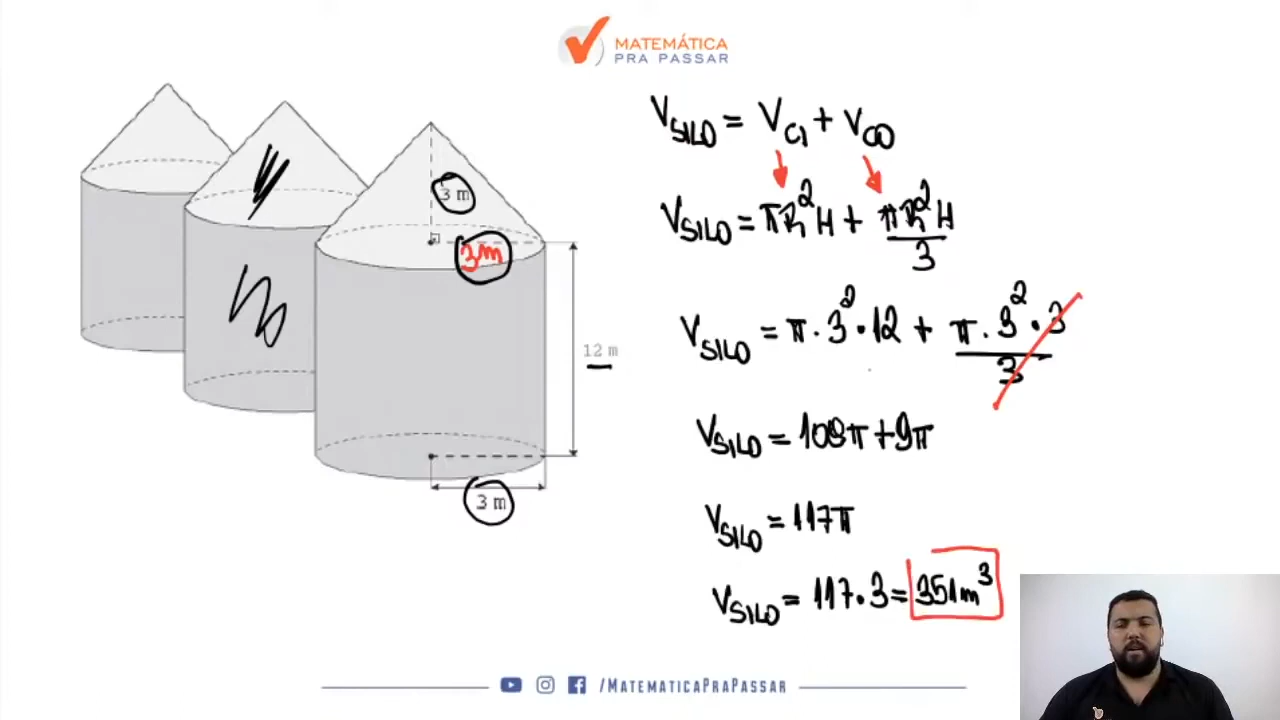 MATEMÁTICA
PRA PASSAR
V_SILO = V_CI + V_CO
V_SILO = πR²H + πR²H/3
V_SILO = π·3²·12 + π·3²·3/3
V_SILO = 108π + 9π
V_SILO = 117π
V_SILO = 117·3 = 351m³
3 m
3m
12 m
3 m
/MATEMATICAPRAPASSAR